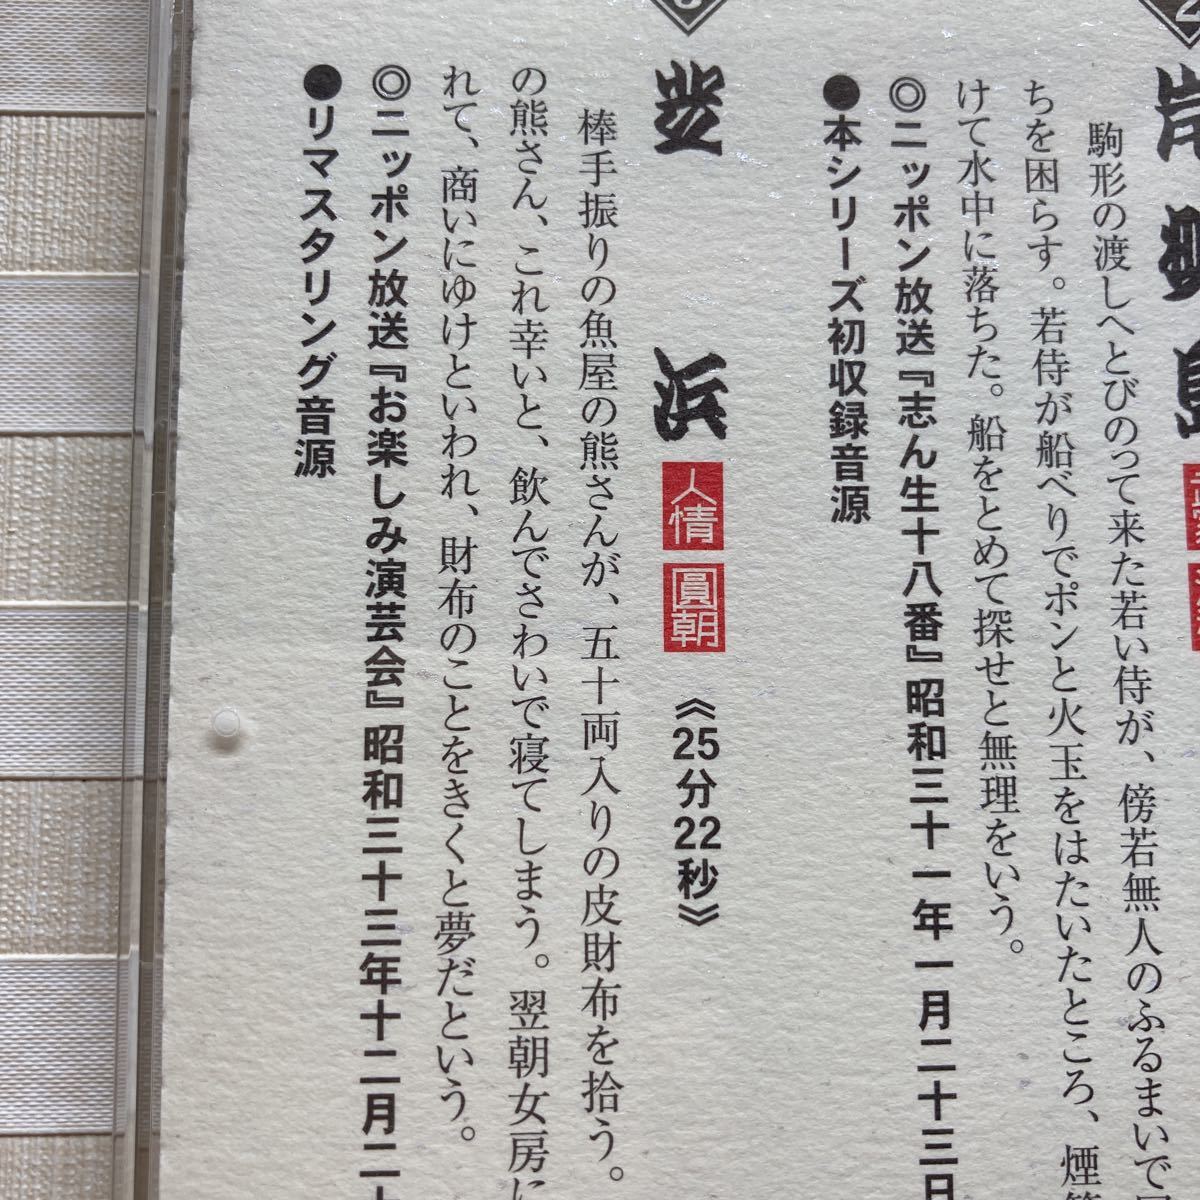 岸 柳 島
駒形の渡しへとびのって来た若い侍が、傍若無人のふるまいで
ちを困らす。若侍が船べりでポンと火玉をはたいたところ、煙
けて水中に落ちた。船をとめて探せと無理をいう。
◎ニッポン放送『志ん生十八番』昭和三十一年一月二十三日
●本シリーズ初収録音源
芝 浜 人情 圓朝 《25分22秒》
棒手振りの魚屋の熊さんが、五十両入りの皮財布を拾う。
の熊さん、これ幸いと、飲んでさわいで寝てしまう。翌朝女房に
れて、商いにゆけといわれ、財布のことをきくと夢だという。
◎ニッポン放送『お楽しみ演芸会』昭和三十三年十二月二十
●リマスタリング音源